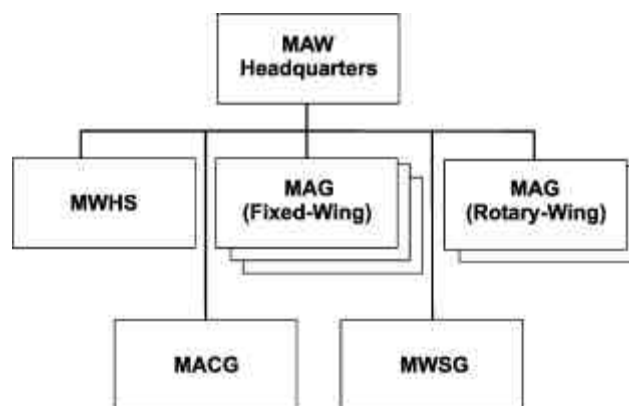 MAW
Headquarters
MWHS
MAG
(Fixed-Wing)
MAG
(Rotary-Wing)
MACG
MWSG